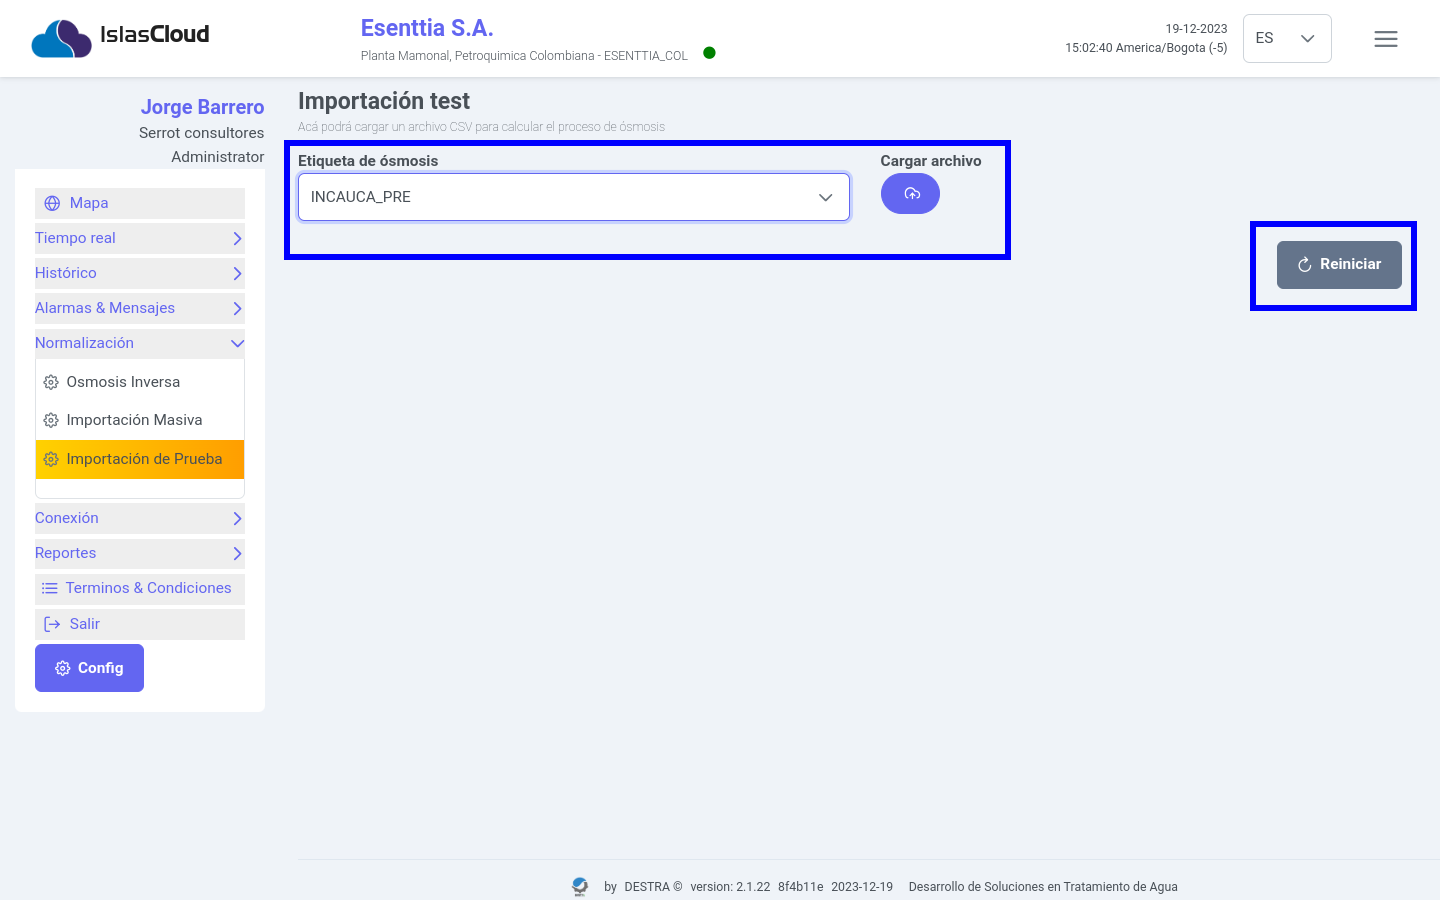 IslasCloud
Esenttia S.A.
Planta Mamonal, Petroquimica Colombiana - ESENTTIA_COL
19-12-2023
15:02:40 America/Bogota (-5)
ES
Jorge Barrero
Serrot consultores
Administrator
Mapa
Tiempo real
Histórico
Alarmas & Mensajes
Normalización
Osmosis Inversa
Importación Masiva
Importación de Prueba
Conexión
Reportes
Terminos & Condiciones
Salir
Config
Importación test
Acá podrá cargar un archivo CSV para calcular el proceso de ósmosis
Etiqueta de ósmosis
Cargar archivo
INCAUCA_PRE
Reiniciar
by DESTRA © version: 2.1.22 8f4b11e 2023-12-19 Desarrollo de Soluciones en Tratamiento de Agua